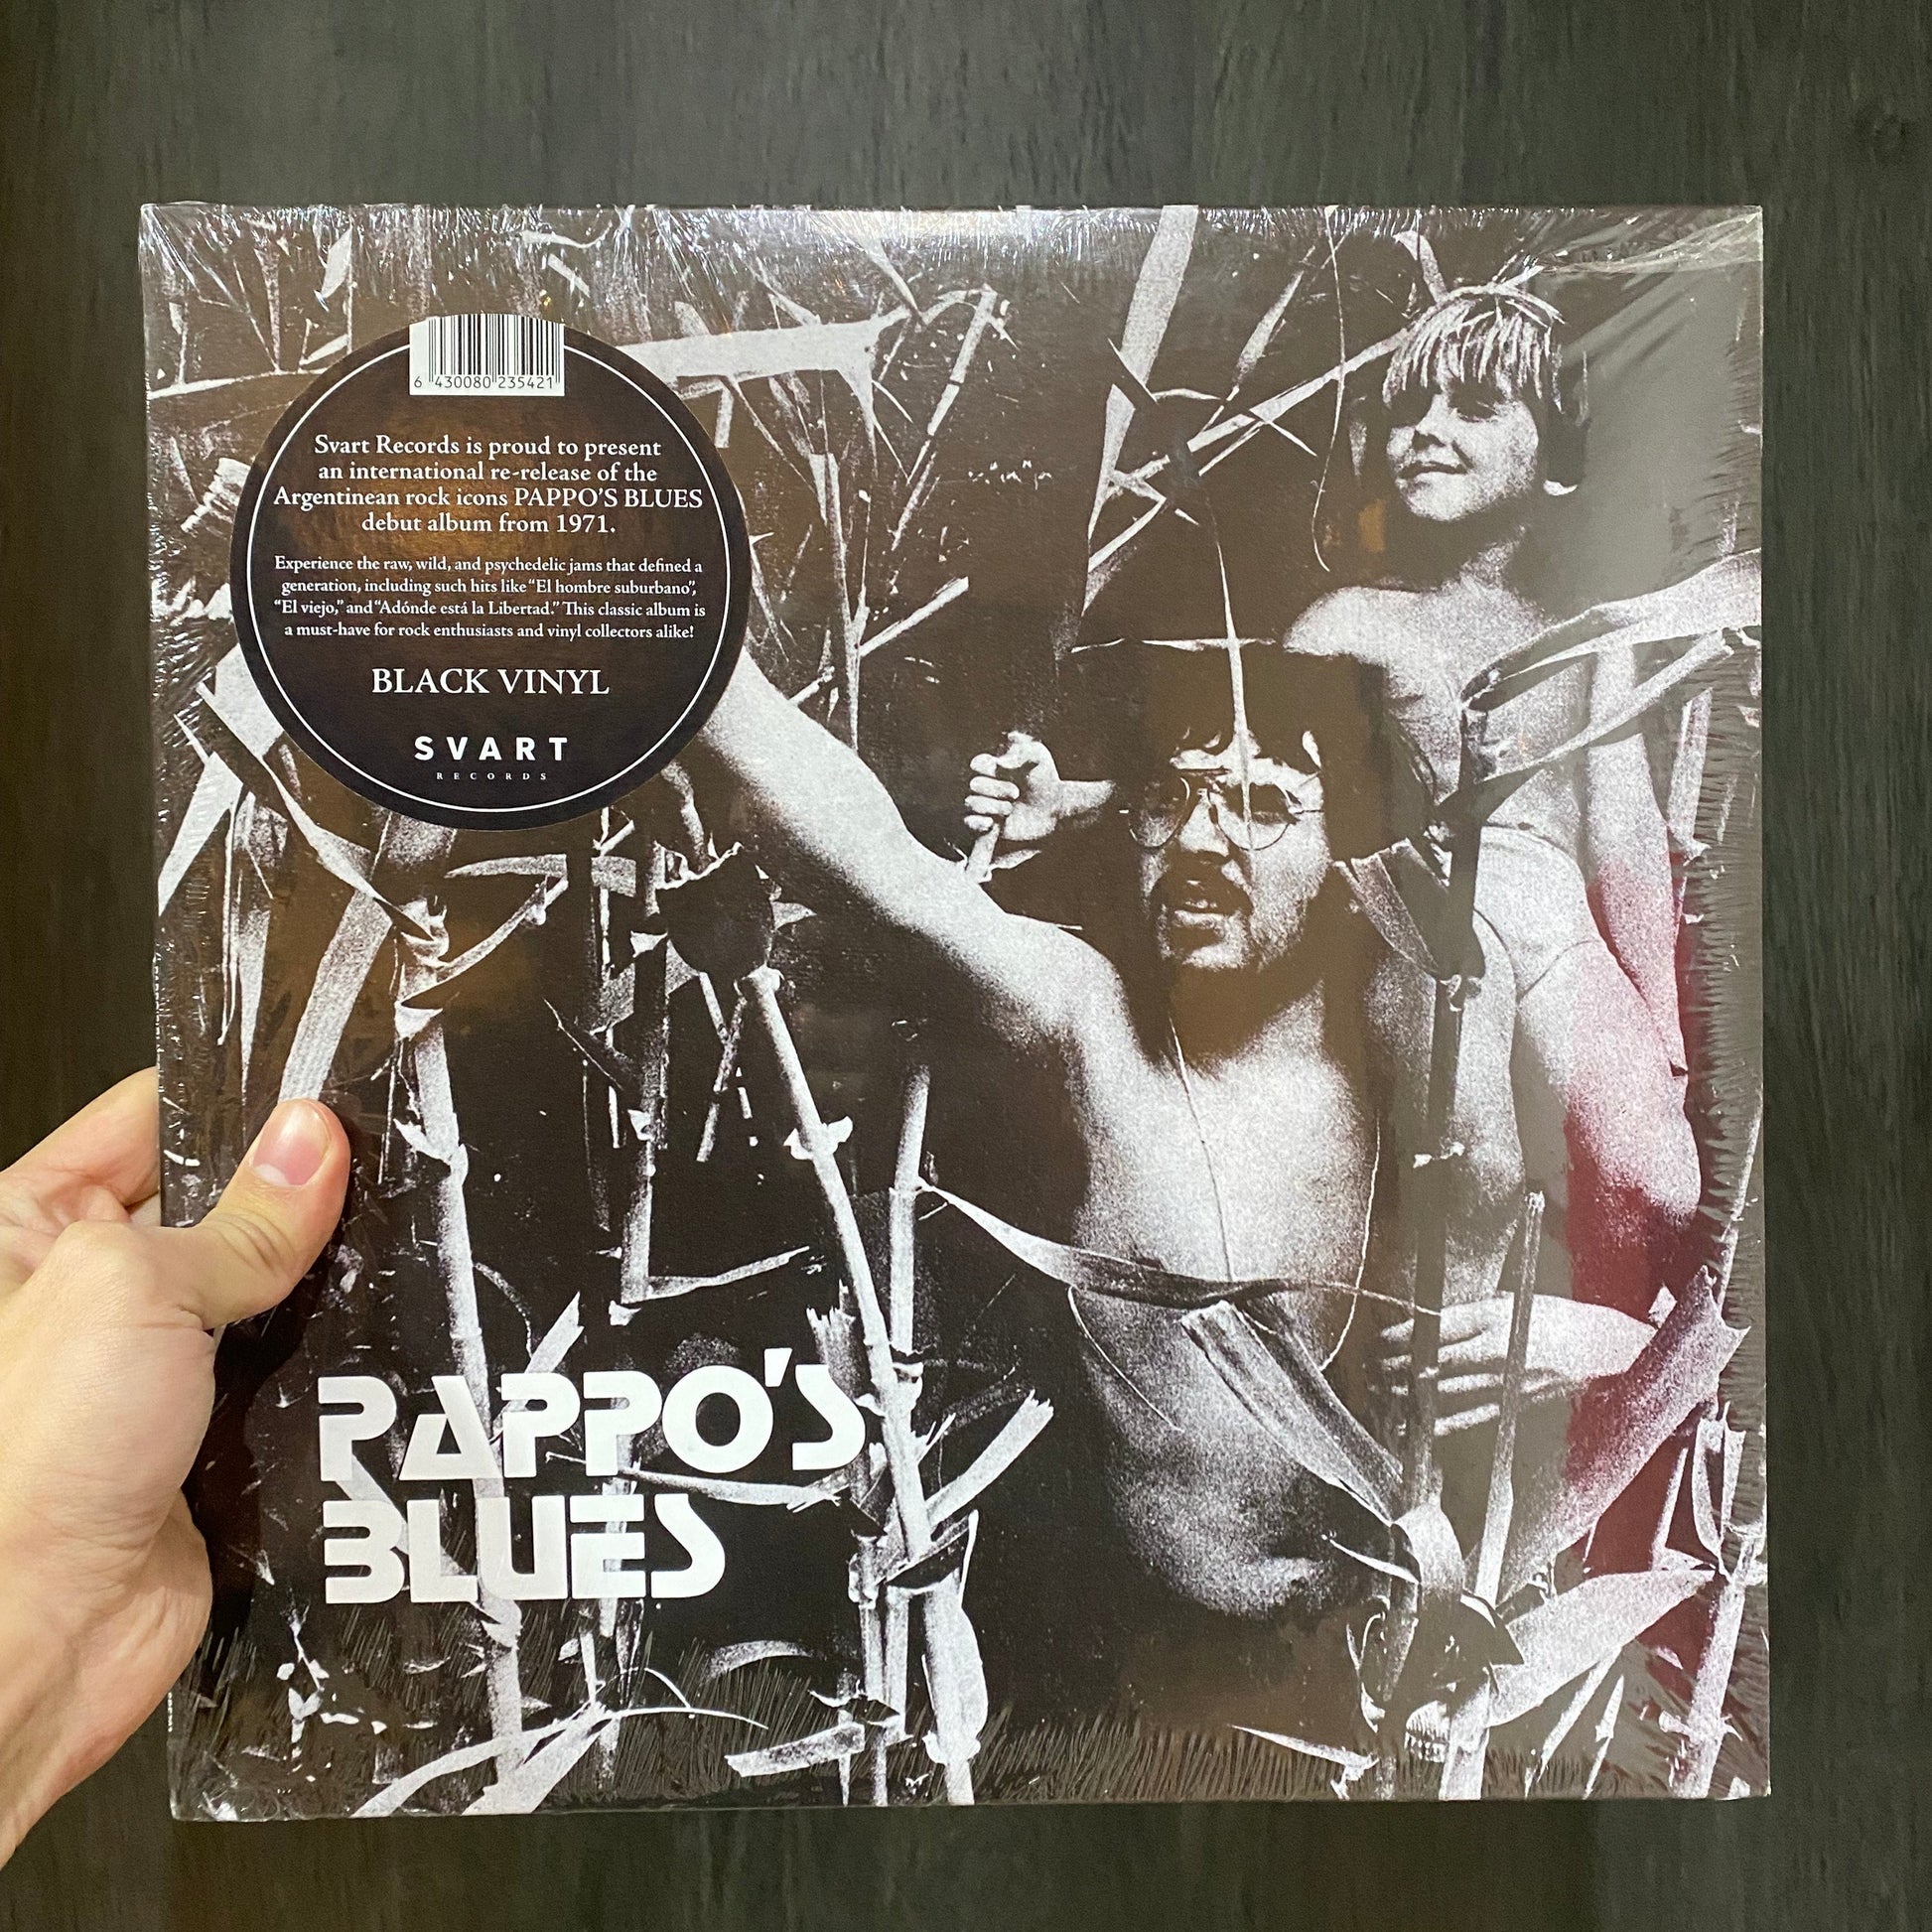 6 430080 235421
Svart Records is proud to present
an international re-release of the
Argentinean rock icons PAPPO'S BLUES
debut album from 1971.
Experience the raw, wild, and psychedelic jams that defined a
generation, including such hits like “El hombre suburbano”,
“El viejo,” and “Adónde está la Libertad.” This classic album is
a must-have for rock enthusiasts and vinyl collectors alike!
BLACK VINYL
SVART
RECORDS
PAPPO'S
BLUES